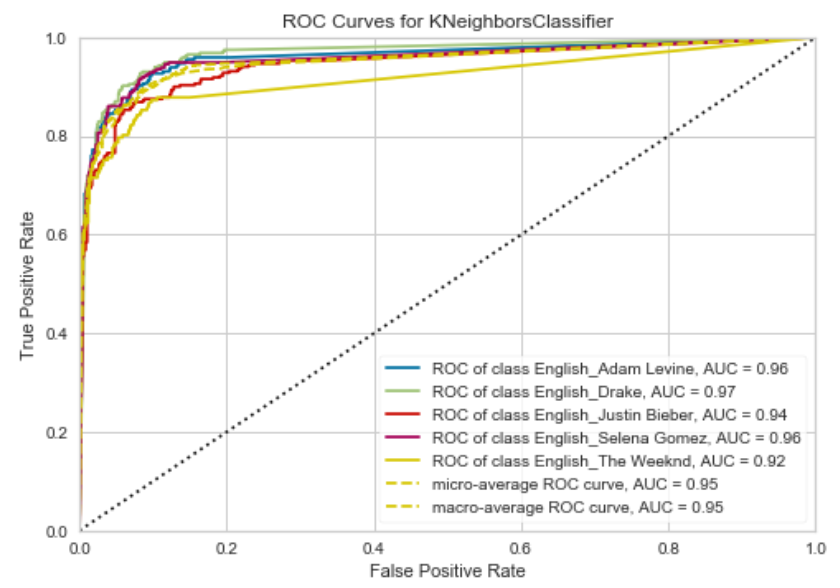 ROC Curves for KNeighborsClassifier
True Positive Rate
1.0
0.8
0.6
0.4
0.2
0.0
ROC of class English_Adam Levine, AUC = 0.96
ROC of class English_Drake, AUC = 0.97
ROC of class English_Justin Bieber, AUC = 0.94
ROC of class English_Selena Gomez, AUC = 0.96
ROC of class English_The Weeknd, AUC = 0.92
micro-average ROC curve, AUC = 0.95
macro-average ROC curve, AUC = 0.95
0.0 0.2 0.4 0.6 0.8 1.0
False Positive Rate